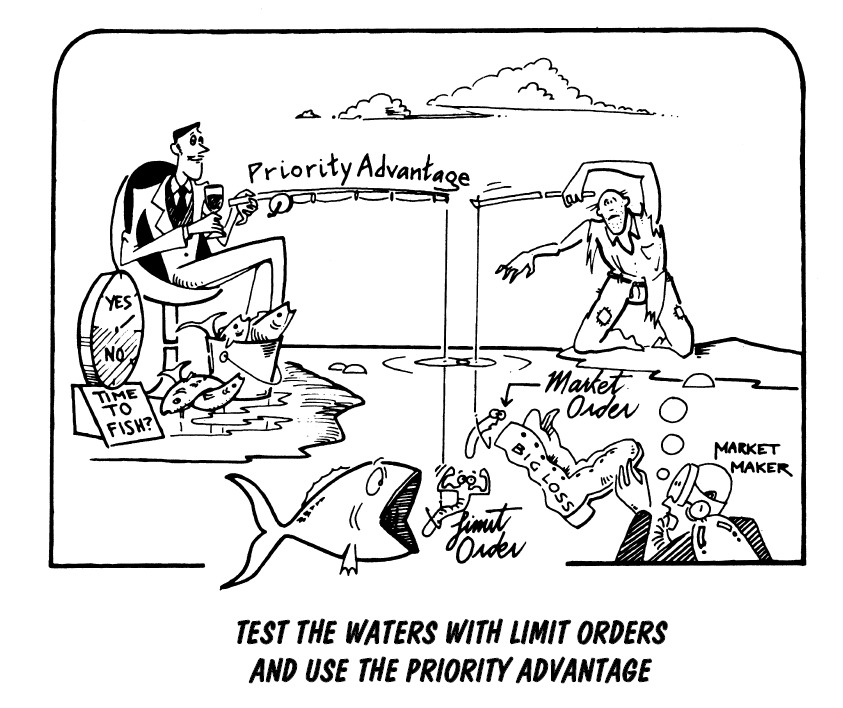 Priority Advantage
YES
NO
TIME
TO
FISH?
Market
Order
BIG LOSS
MARKET
MAKER
Limit
Order
TEST THE WATERS WITH LIMIT ORDERS
AND USE THE PRIORITY ADVANTAGE